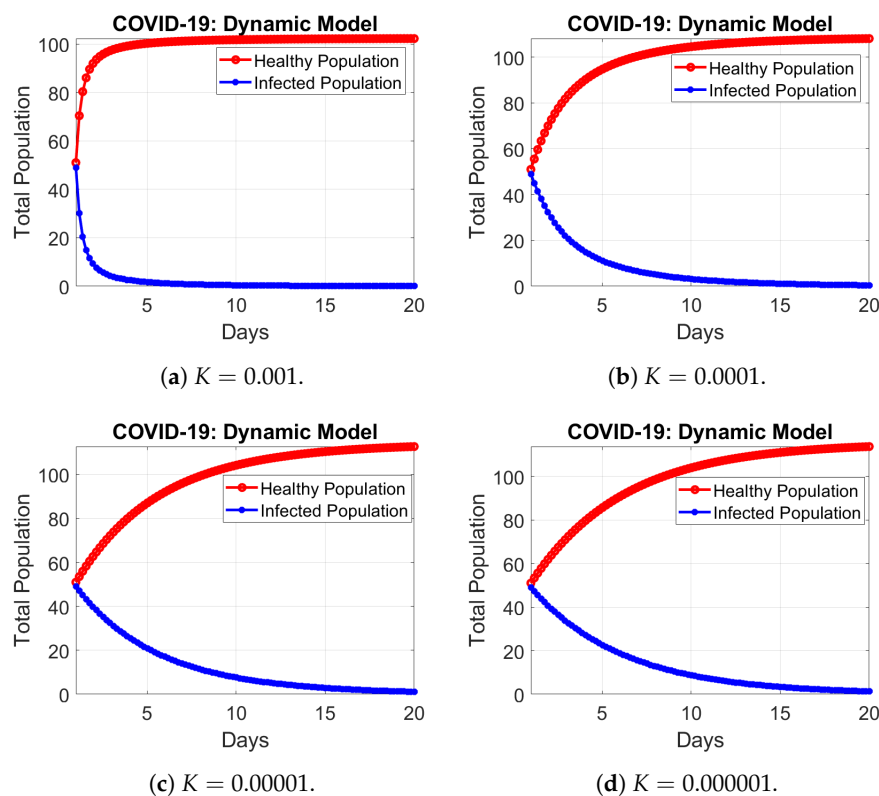 COVID-19: Dynamic Model
100
80
60
40
20
0
Total Population
Healthy Population
Infected Population
5
10
15
20
Days
(a) K = 0.001.
COVID-19: Dynamic Model
100
80
60
40
20
0
Total Population
Healthy Population
Infected Population
5
10
15
20
Days
(b) K = 0.0001.
COVID-19: Dynamic Model
100
80
60
40
20
0
Total Population
Healthy Population
Infected Population
5
10
15
20
Days
(c) K = 0.00001.
COVID-19: Dynamic Model
100
80
60
40
20
0
Total Population
Healthy Population
Infected Population
5
10
15
20
Days
(d) K = 0.000001.